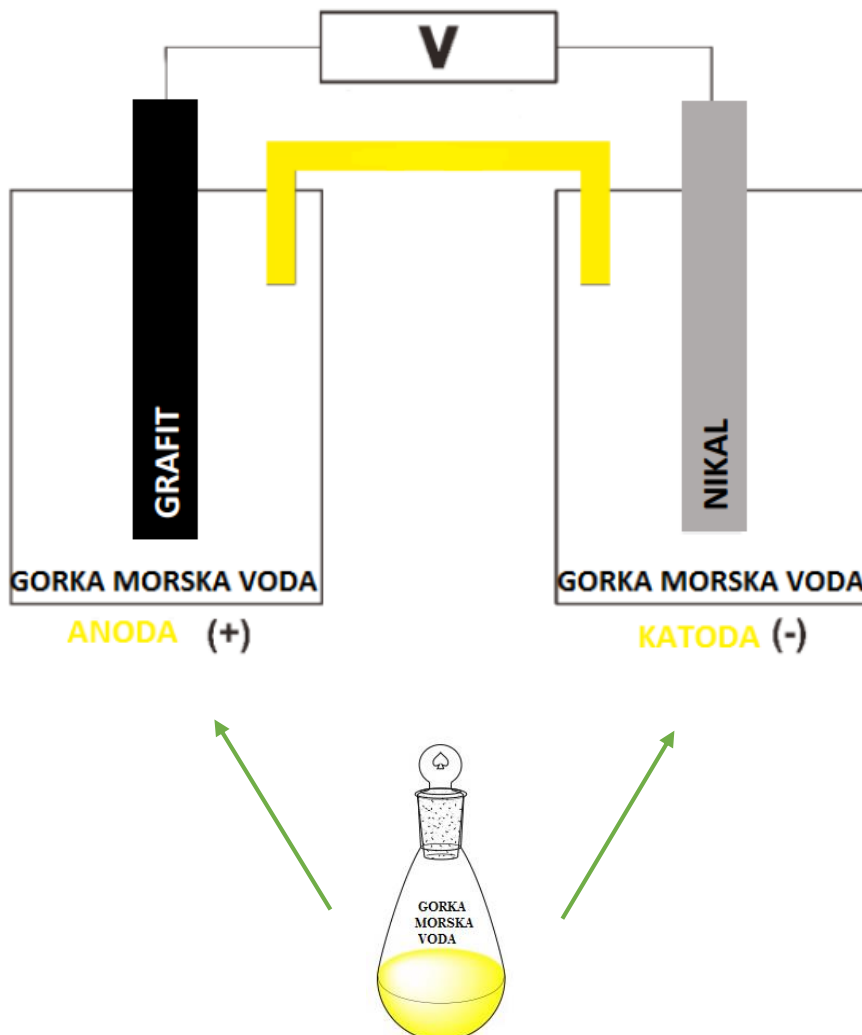 V
GRAFIT
NIKAL
GORKA MORSKA VODA
GORKA MORSKA VODA
ANODA (+)
KATODA (-)
GORKA
MORSKA
VODA